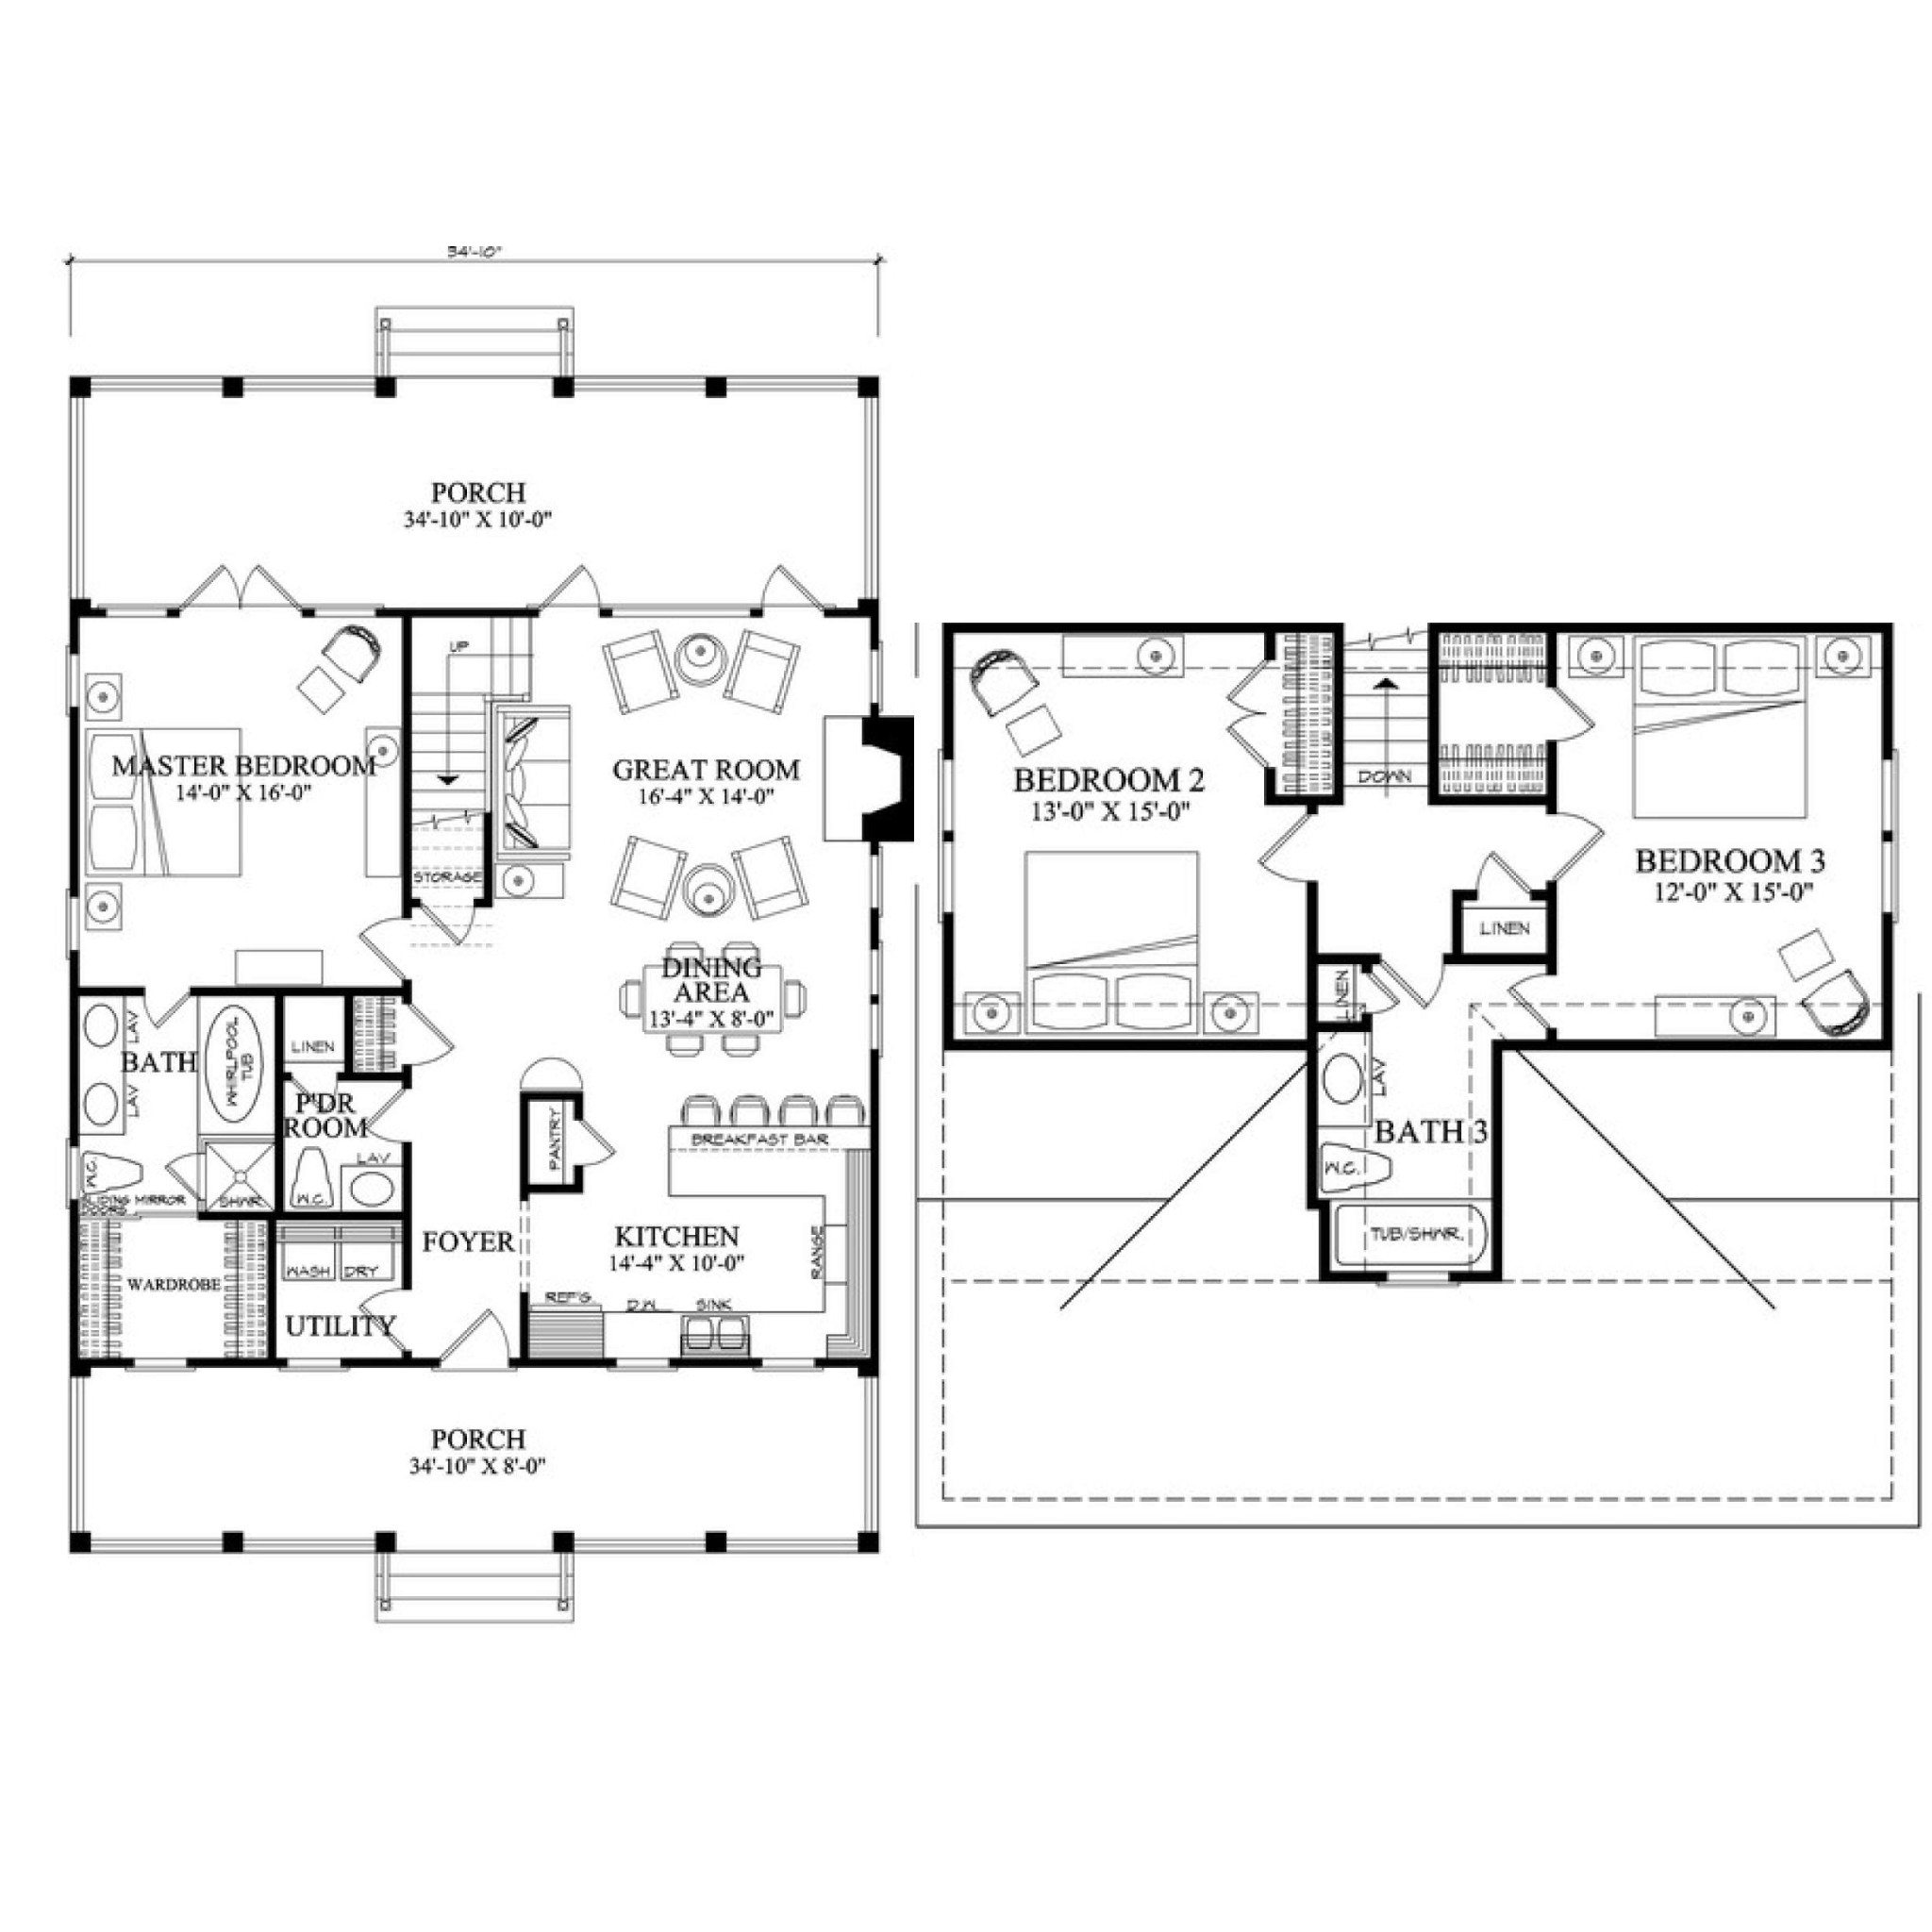 34'-10"
PORCH
34'-10" X 10'-0"
UP
MASTER BEDROOM
14'-0" X 16'-0"
GREAT ROOM
16'-4" X 14'-0"
STORAGE
DINING
AREA
13'-4" X 8'-0"
LAV
BATH
LAV
WHIRLPOOL
TUB
LINEN
P'DR
ROOM
LAV
W.C.
W.C.
SLIDING MIRROR
DOORS
SHWR.
PANTRY
BREAKFAST BAR
FOYER
KITCHEN
14'-4" X 10'-0"
RANGE
WASH
DRY
WARDROBE
UTILITY
REF'G.
D.W.
SINK
PORCH
34'-10" X 8'-0"
BEDROOM 2
13'-0" X 15'-0"
DOWN
BEDROOM 3
12'-0" X 15'-0"
LINEN
LINEN
LAV
BATH 3
W.C.
TUB/SHWR.